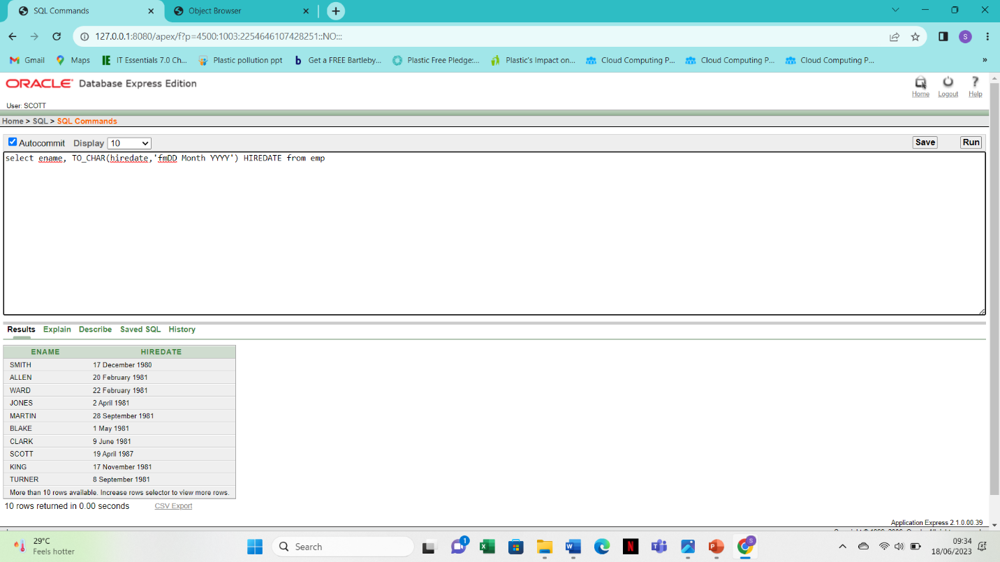 SQL Commands
Object Browser
127.0.0.1:8080/apex/f?p=4500:1003:2254646107428251::NO:::
S
Gmail
Maps
IE
IT Essentials 7.0 Ch...
Plastic pollution ppt
b
Get a FREE Bartleby...
Plastic Free Pledge:...
Plastic's Impact on...
Cloud Computing P...
Cloud Computing P...
Cloud Computing P...
»
ORACLE Database Express Edition
Home
Logout
Help
User: SCOTT
Home > SQL > SQL Commands
Autocommit Display 10
Save
Run
select ename, TO_CHAR(hiredate,'fmDD Month YYYY') HIREDATE from emp
Results Explain Describe Saved SQL History
ENAME HIREDATE
SMITH 17 December 1980
ALLEN 20 February 1981
WARD 22 February 1981
JONES 2 April 1981
MARTIN 28 September 1981
BLAKE 1 May 1981
CLARK 9 June 1981
SCOTT 19 April 1987
KING 17 November 1981
TURNER 8 September 1981
More than 10 rows available. Increase rows selector to view more rows.
10 rows returned in 0.00 seconds CSV Export
Application Express 2.1.0.00.39
29°C
Feels hotter
Search
1
S
09:34
18/06/2023